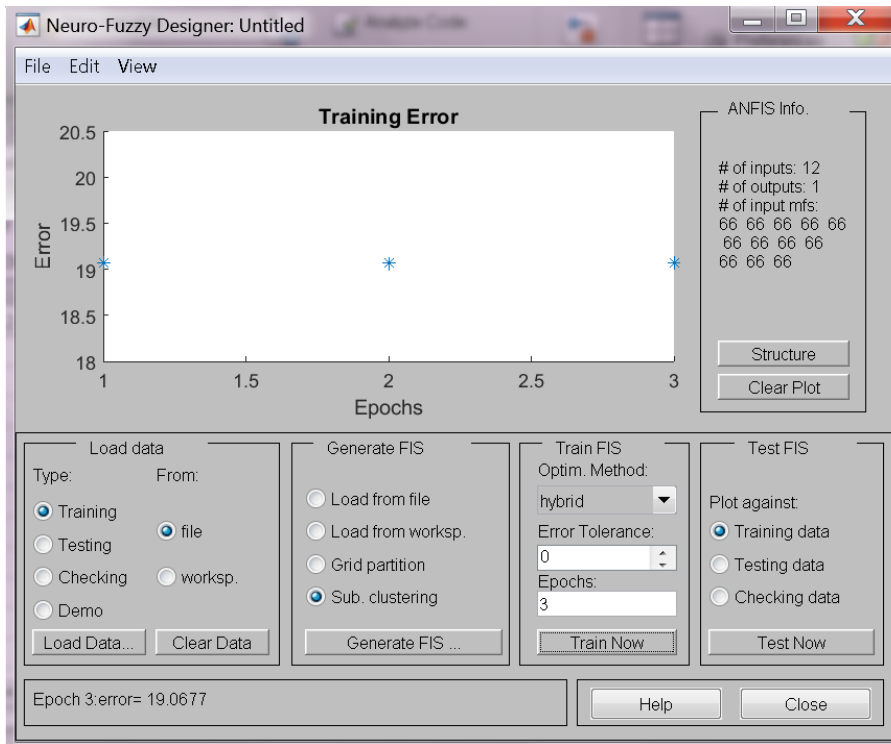 Neuro-Fuzzy Designer: Untitled
Analyze Code
File Edit View
Training Error
20.5
20
19.5
19
18.5
18
Error
1 1.5 2 2.5 3
Epochs
ANFIS Info.
# of inputs: 12
# of outputs: 1
# of input mfs:
66 66 66 66 66
66 66 66 66
66 66 66
Structure
Clear Plot
Load data
Type: From:
Training
Testing
Checking
Demo
file
worksp.
Load Data... Clear Data
Generate FIS
Load from file
Load from worksp.
Grid partition
Sub. clustering
Generate FIS ...
Train FIS
Optim. Method:
hybrid
Error Tolerance:
0
Epochs:
3
Train Now
Test FIS
Plot against:
Training data
Testing data
Checking data
Test Now
Epoch 3:error= 19.0677
Help
Close